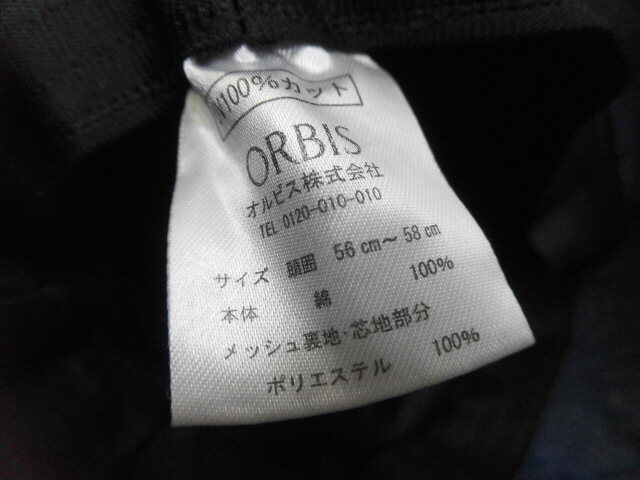 100%カット
ORBIS
オルビス株式会社
TEL 0120-010-010
サイズ 頭囲 56cm～58cm
本体 綿 100%
メッシュ裏地・芯地部分
ポリエステル 100%